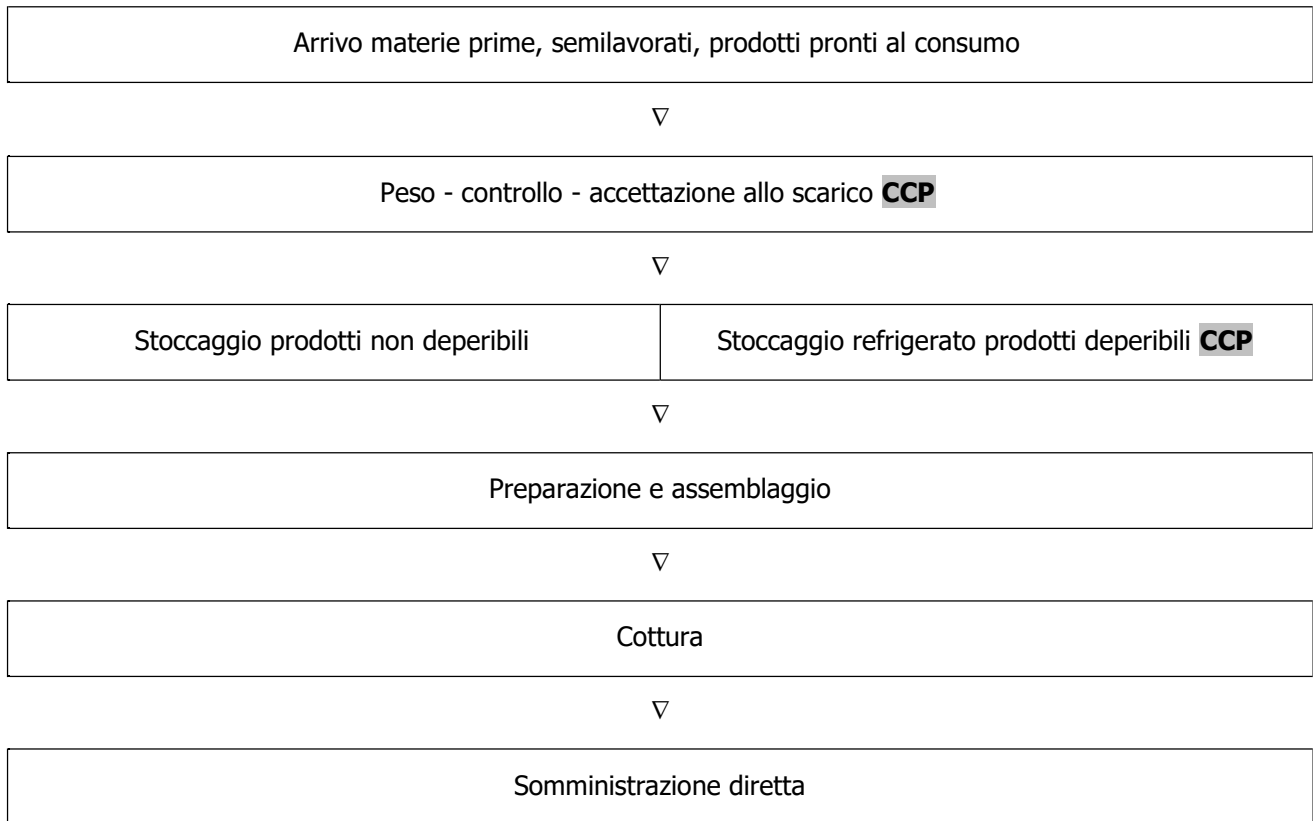 Arrivo materie prime, semilavorati, prodotti pronti al consumo
∇
Peso - controllo - accettazione allo scarico CCP
∇
Stoccaggio prodotti non deperibili
Stoccaggio refrigerato prodotti deperibili CCP
∇
Preparazione e assemblaggio
∇
Cottura
∇
Somministrazione diretta